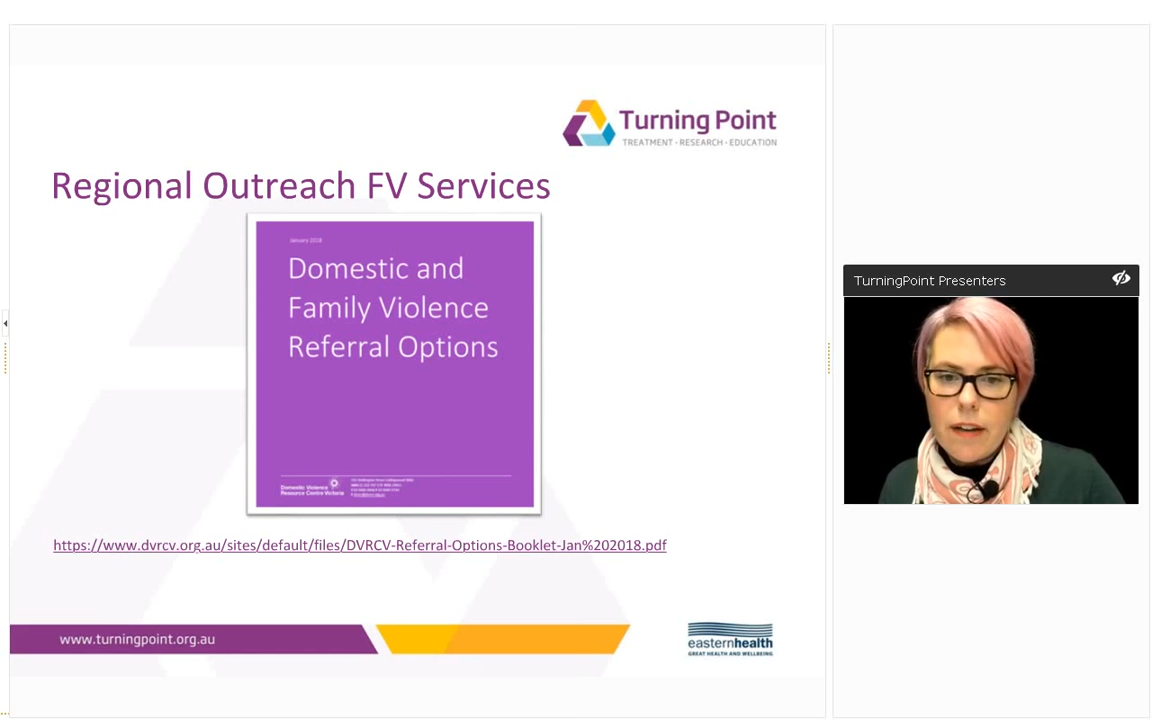 Turning Point
TREATMENT • RESEARCH • EDUCATION
Regional Outreach FV Services
January 2018
Domestic and
Family Violence
Referral Options
Domestic Violence
Resource Centre Victoria
https://www.dvrcv.org.au/sites/default/files/DVRCV-Referral-Options-Booklet-Jan%202018.pdf
www.turningpoint.org.au
easternhealth
GREAT HEALTH AND WELLBEING
TurningPoint Presenters